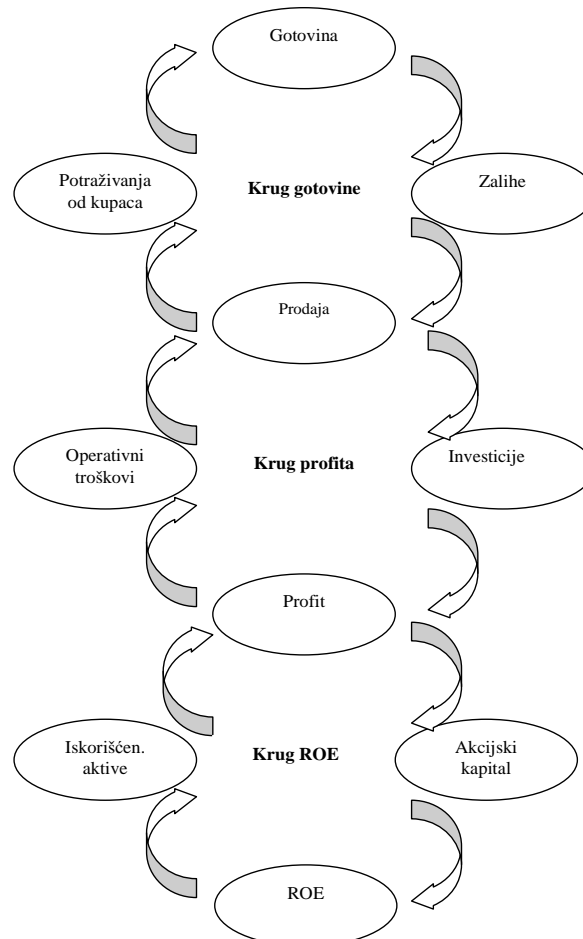 Gotovina
Potraživanja
od kupaca
Krug gotovine
Zalihe
Prodaja
Operativni
troškovi
Krug profita
Investicije
Profit
Iskorišćen.
aktive
Krug ROE
Akcijski
kapital
ROE